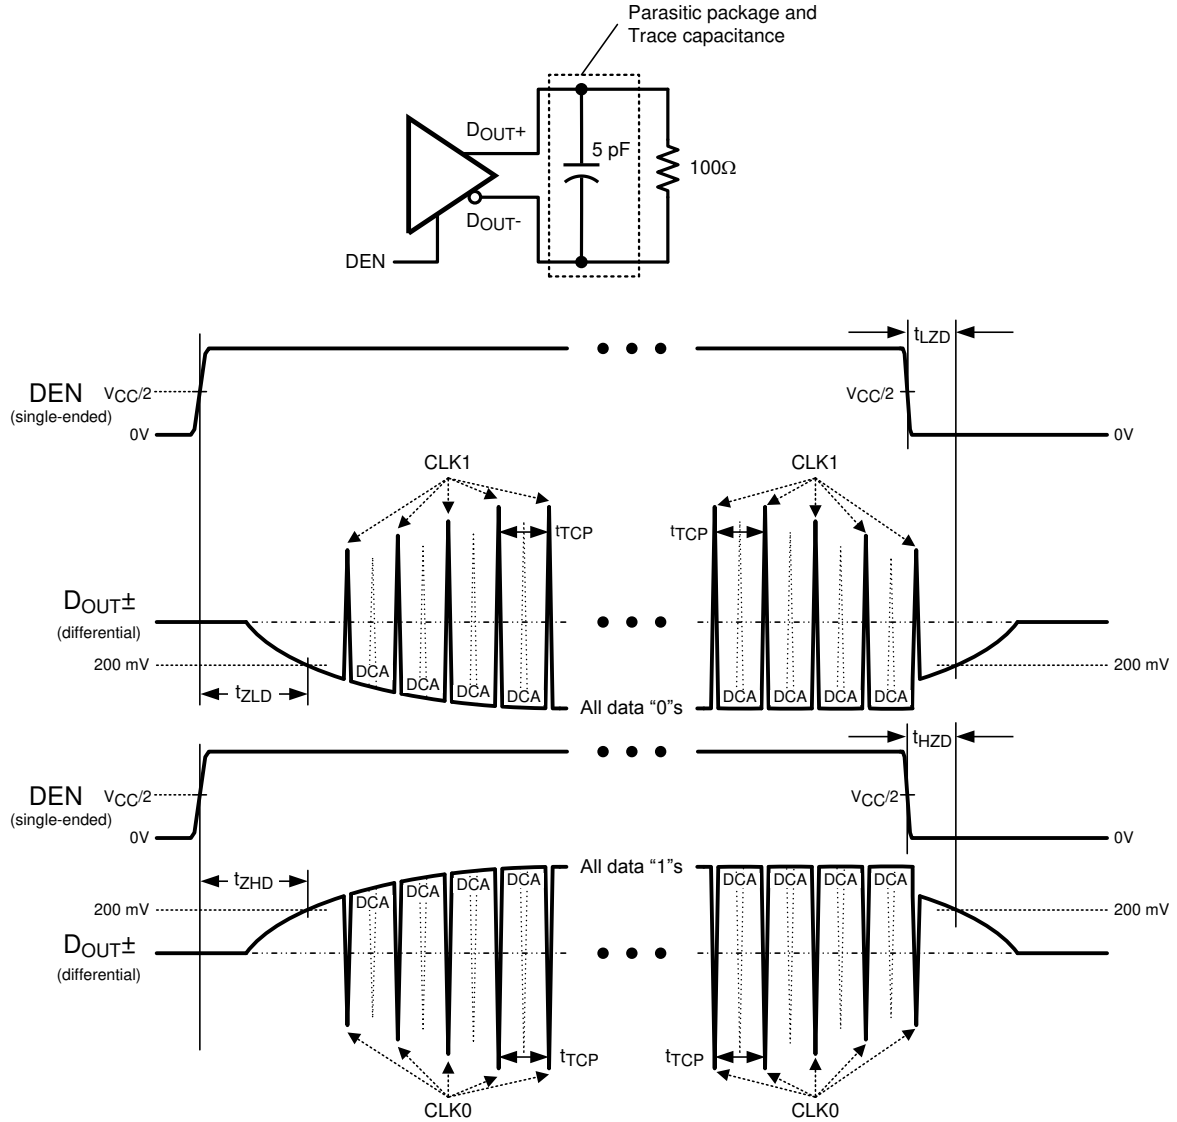 Parasitic package and
Trace capacitance
DOUT+
5 pF
100Ω
DOUT-
DEN
tLZD
DEN
(single-ended)
VCC/2
VCC/2
0V
0V
CLK1
CLK1
tTCP
tTCP
DOUT±
(differential)
200 mV
200 mV
DCA
DCA
DCA
DCA
DCA
DCA
DCA
DCA
tZLD
All data “0”s
tHZD
DEN
(single-ended)
VCC/2
VCC/2
0V
0V
All data “1”s
tZHD
DCA
DCA
DCA
DCA
DCA
DCA
DCA
DCA
200 mV
200 mV
DOUT±
(differential)
tTCP
tTCP
CLK0
CLK0